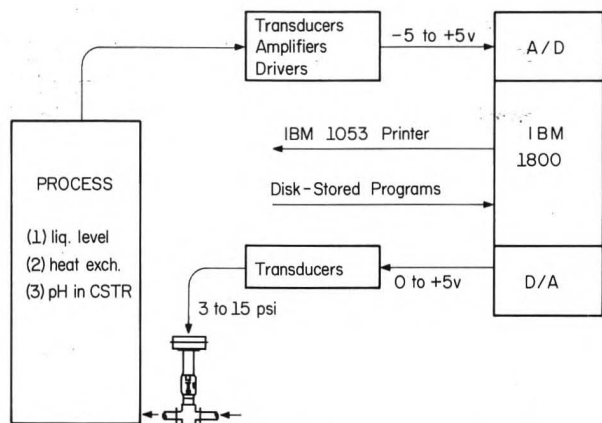 Transducers
Amplifiers
Drivers
-5 to +5v
A/D
IBM 1053 Printer
IBM
1800
Disk-Stored Programs
PROCESS
(1) liq. level
(2) heat exch.
(3) pH in CSTR
Transducers
0 to +5v
D/A
3 to 15 psi